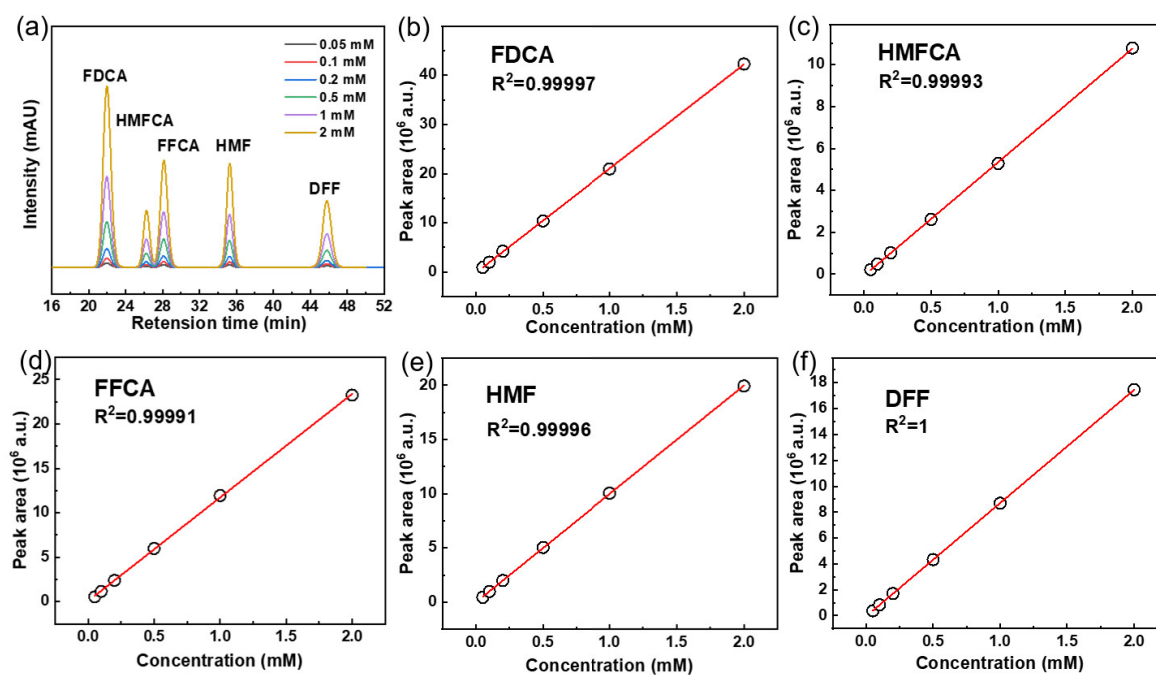 (a)
FDCA
HMFCA
FFCA
HMF
DFF
0.05 mM
0.1 mM
0.2 mM
0.5 mM
1 mM
2 mM
Intensity (mAU)
16 22 28 34 40 46 52
Retention time (min)
(b)
FDCA
R²=0.99997
Peak area (10⁶ a.u.)
40
30
20
10
0
0.0 0.5 1.0 1.5 2.0
Concentration (mM)
(c)
HMFCA
R²=0.99993
Peak area (10⁶ a.u.)
10
8
6
4
2
0
0.0 0.5 1.0 1.5 2.0
Concentration (mM)
(d)
FFCA
R²=0.99991
Peak area (10⁶ a.u.)
25
20
15
10
5
0
0.0 0.5 1.0 1.5 2.0
Concentration (mM)
(e)
HMF
R²=0.99996
Peak area (10⁶ a.u.)
20
15
10
5
0
0.0 0.5 1.0 1.5 2.0
Concentration (mM)
(f)
DFF
R²=1
Peak area (10⁶ a.u.)
18
16
14
12
10
8
6
4
2
0
0.0 0.5 1.0 1.5 2.0
Concentration (mM)